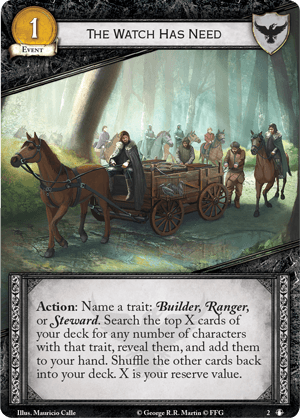 1
EVENT
THE WATCH HAS NEED
Action: Name a trait: Builder, Ranger,
or Steward. Search the top X cards of
your deck for any number of characters
with that trait, reveal them, and add them
to your hand. Shuffle the other cards back
into your deck. X is your reserve value.
Illus. Mauricio Calle © George R.R. Martin © FFG 2